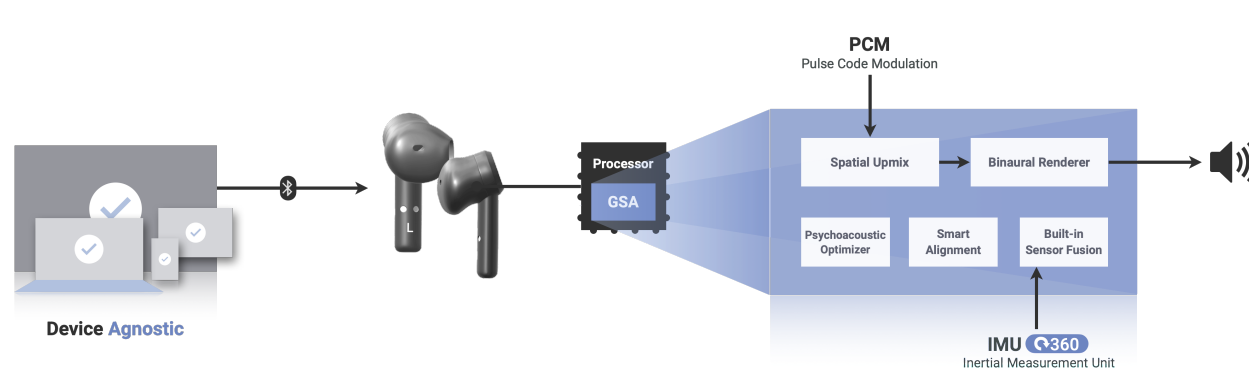 PCM
Pulse Code Modulation
Processor
GSA
Spatial Upmix
Binaural Renderer
Psychoacoustic
Optimizer
Smart
Alignment
Built-in
Sensor Fusion
L
Device Agnostic
IMU 360
Inertial Measurement Unit